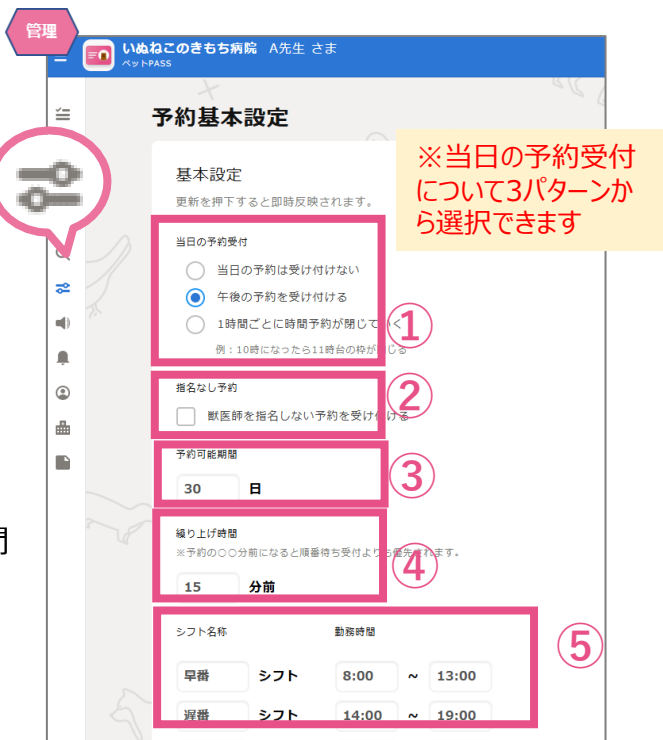 管理
いぬねこのきもち病院 A先生 さま
ペットPASS
予約基本設定
※当日の予約受付
について3パターンか
ら選択できます
基本設定
更新を押下すると即時反映されます。
当日の予約受付
当日の予約は受け付けない
午後の予約を受け付ける
1時間ごとに時間予約が閉じていく
例：10時になったら11時台の枠が閉じる
①
指名なし予約
獣医師を指名しない予約を受け付ける
②
予約可能期間
30 日
③
繰り上げ時間
※予約の○○分前になると順番待ち受付よりも優先されます。
15 分前
④
間
シフト名称 勤務時間
早番 シフト 8:00 ~ 13:00
遅番 シフト 14:00 ~ 19:00
⑤